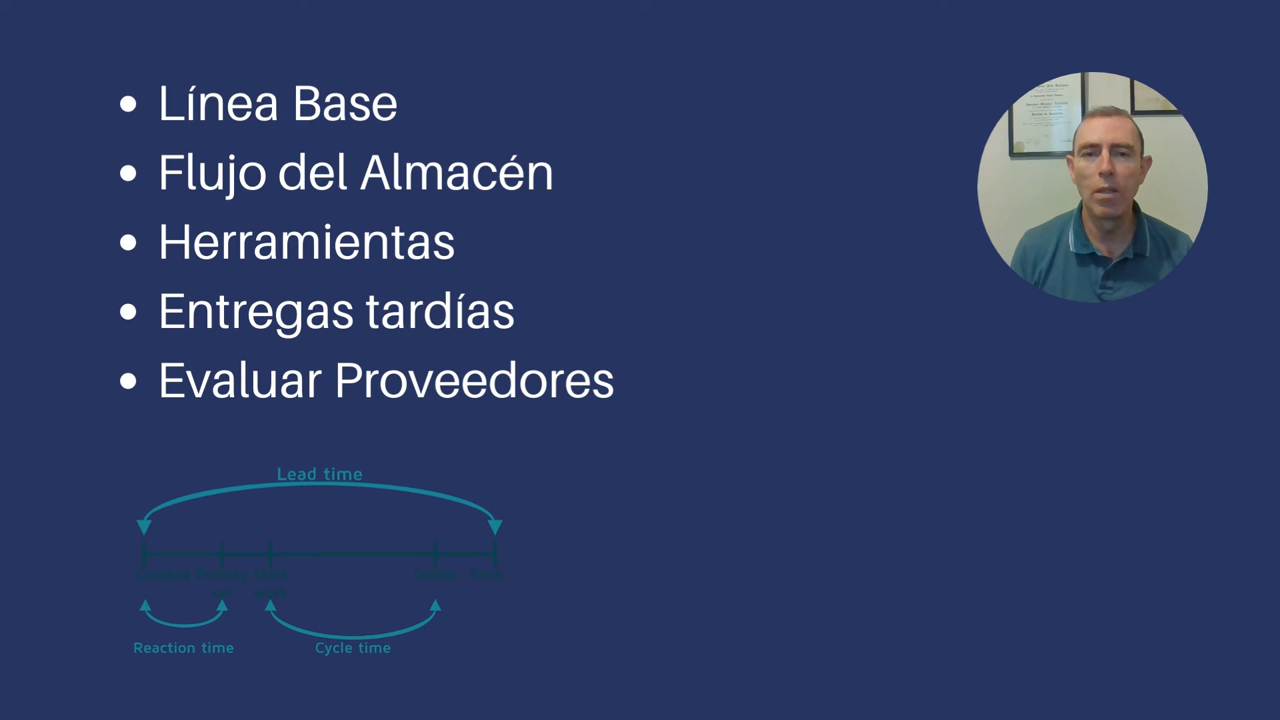 Línea Base
Flujo del Almacén
Herramientas
Entregas tardías
Evaluar Proveedores
Lead time
Reaction time
Cycle time